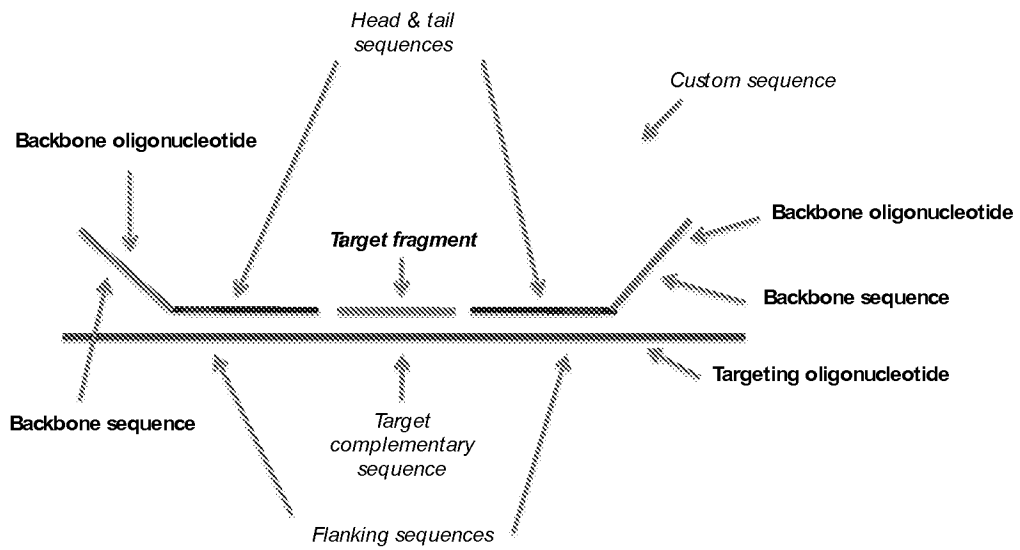 Head & tail
sequences
Custom sequence
Backbone oligonucleotide
Backbone oligonucleotide
Target fragment
Backbone sequence
Targeting oligonucleotide
Backbone sequence
Target
complementary
sequence
Flanking sequences